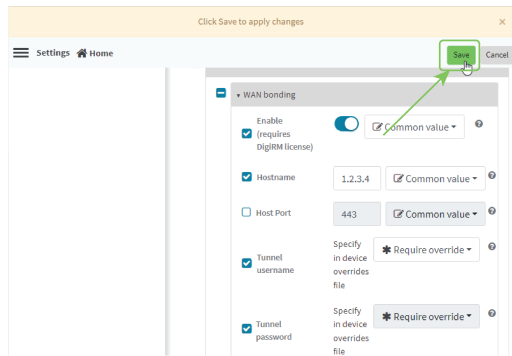 Click Save to apply changes
Settings Home Save Cancel
WAN bonding
Enable
(requires
DigiRM license)
Common value
Hostname 1.2.3.4 Common value
Host Port 443 Common value
Tunnel
username
Specify
in device
overrides
file
Require override
Tunnel
password
Specify
in device
overrides
file
Require override